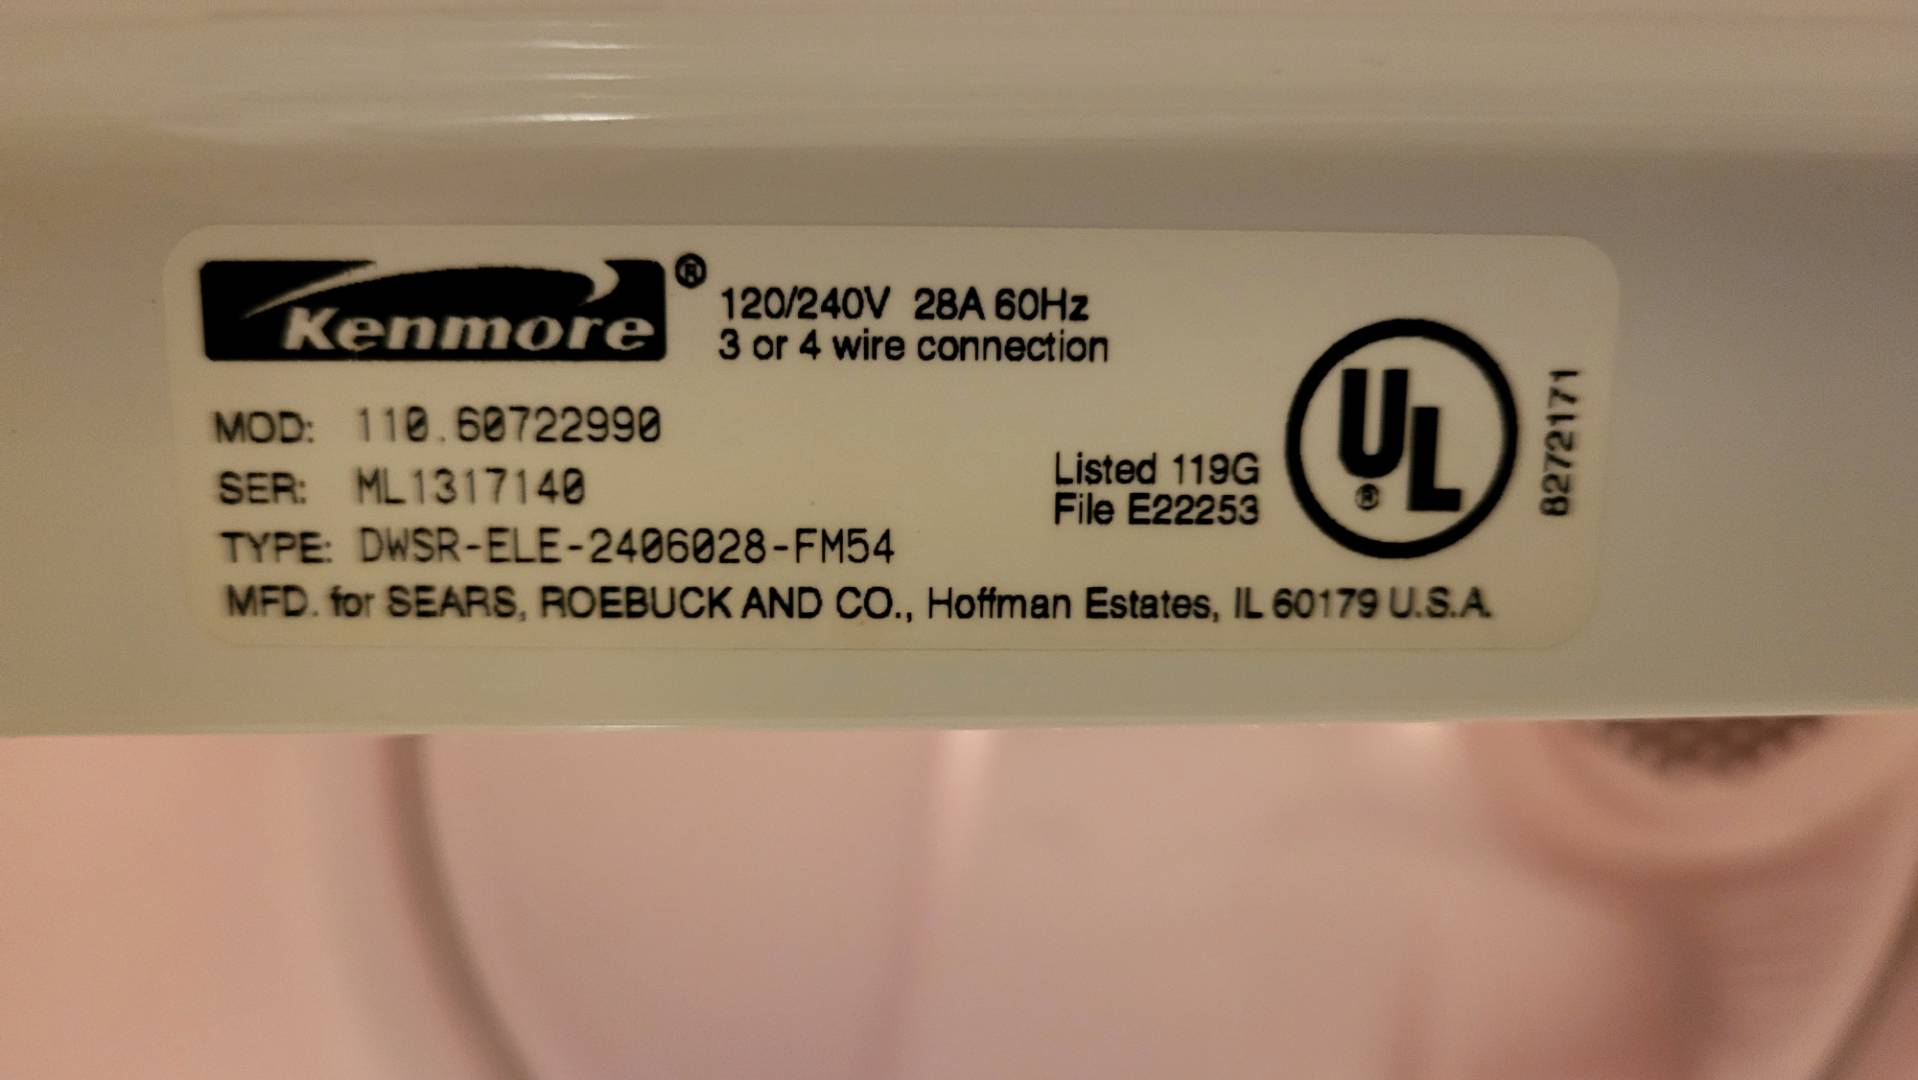 Kenmore®
120/240V 28A 60Hz
3 or 4 wire connection
MOD: 110.60722990
SER: ML1317140
TYPE: DWSR-ELE-2406028-FM54
MFD. for SEARS, ROEBUCK AND CO., Hoffman Estates, IL 60179 U.S.A.
Listed 119G
File E22253
UL®
8272171